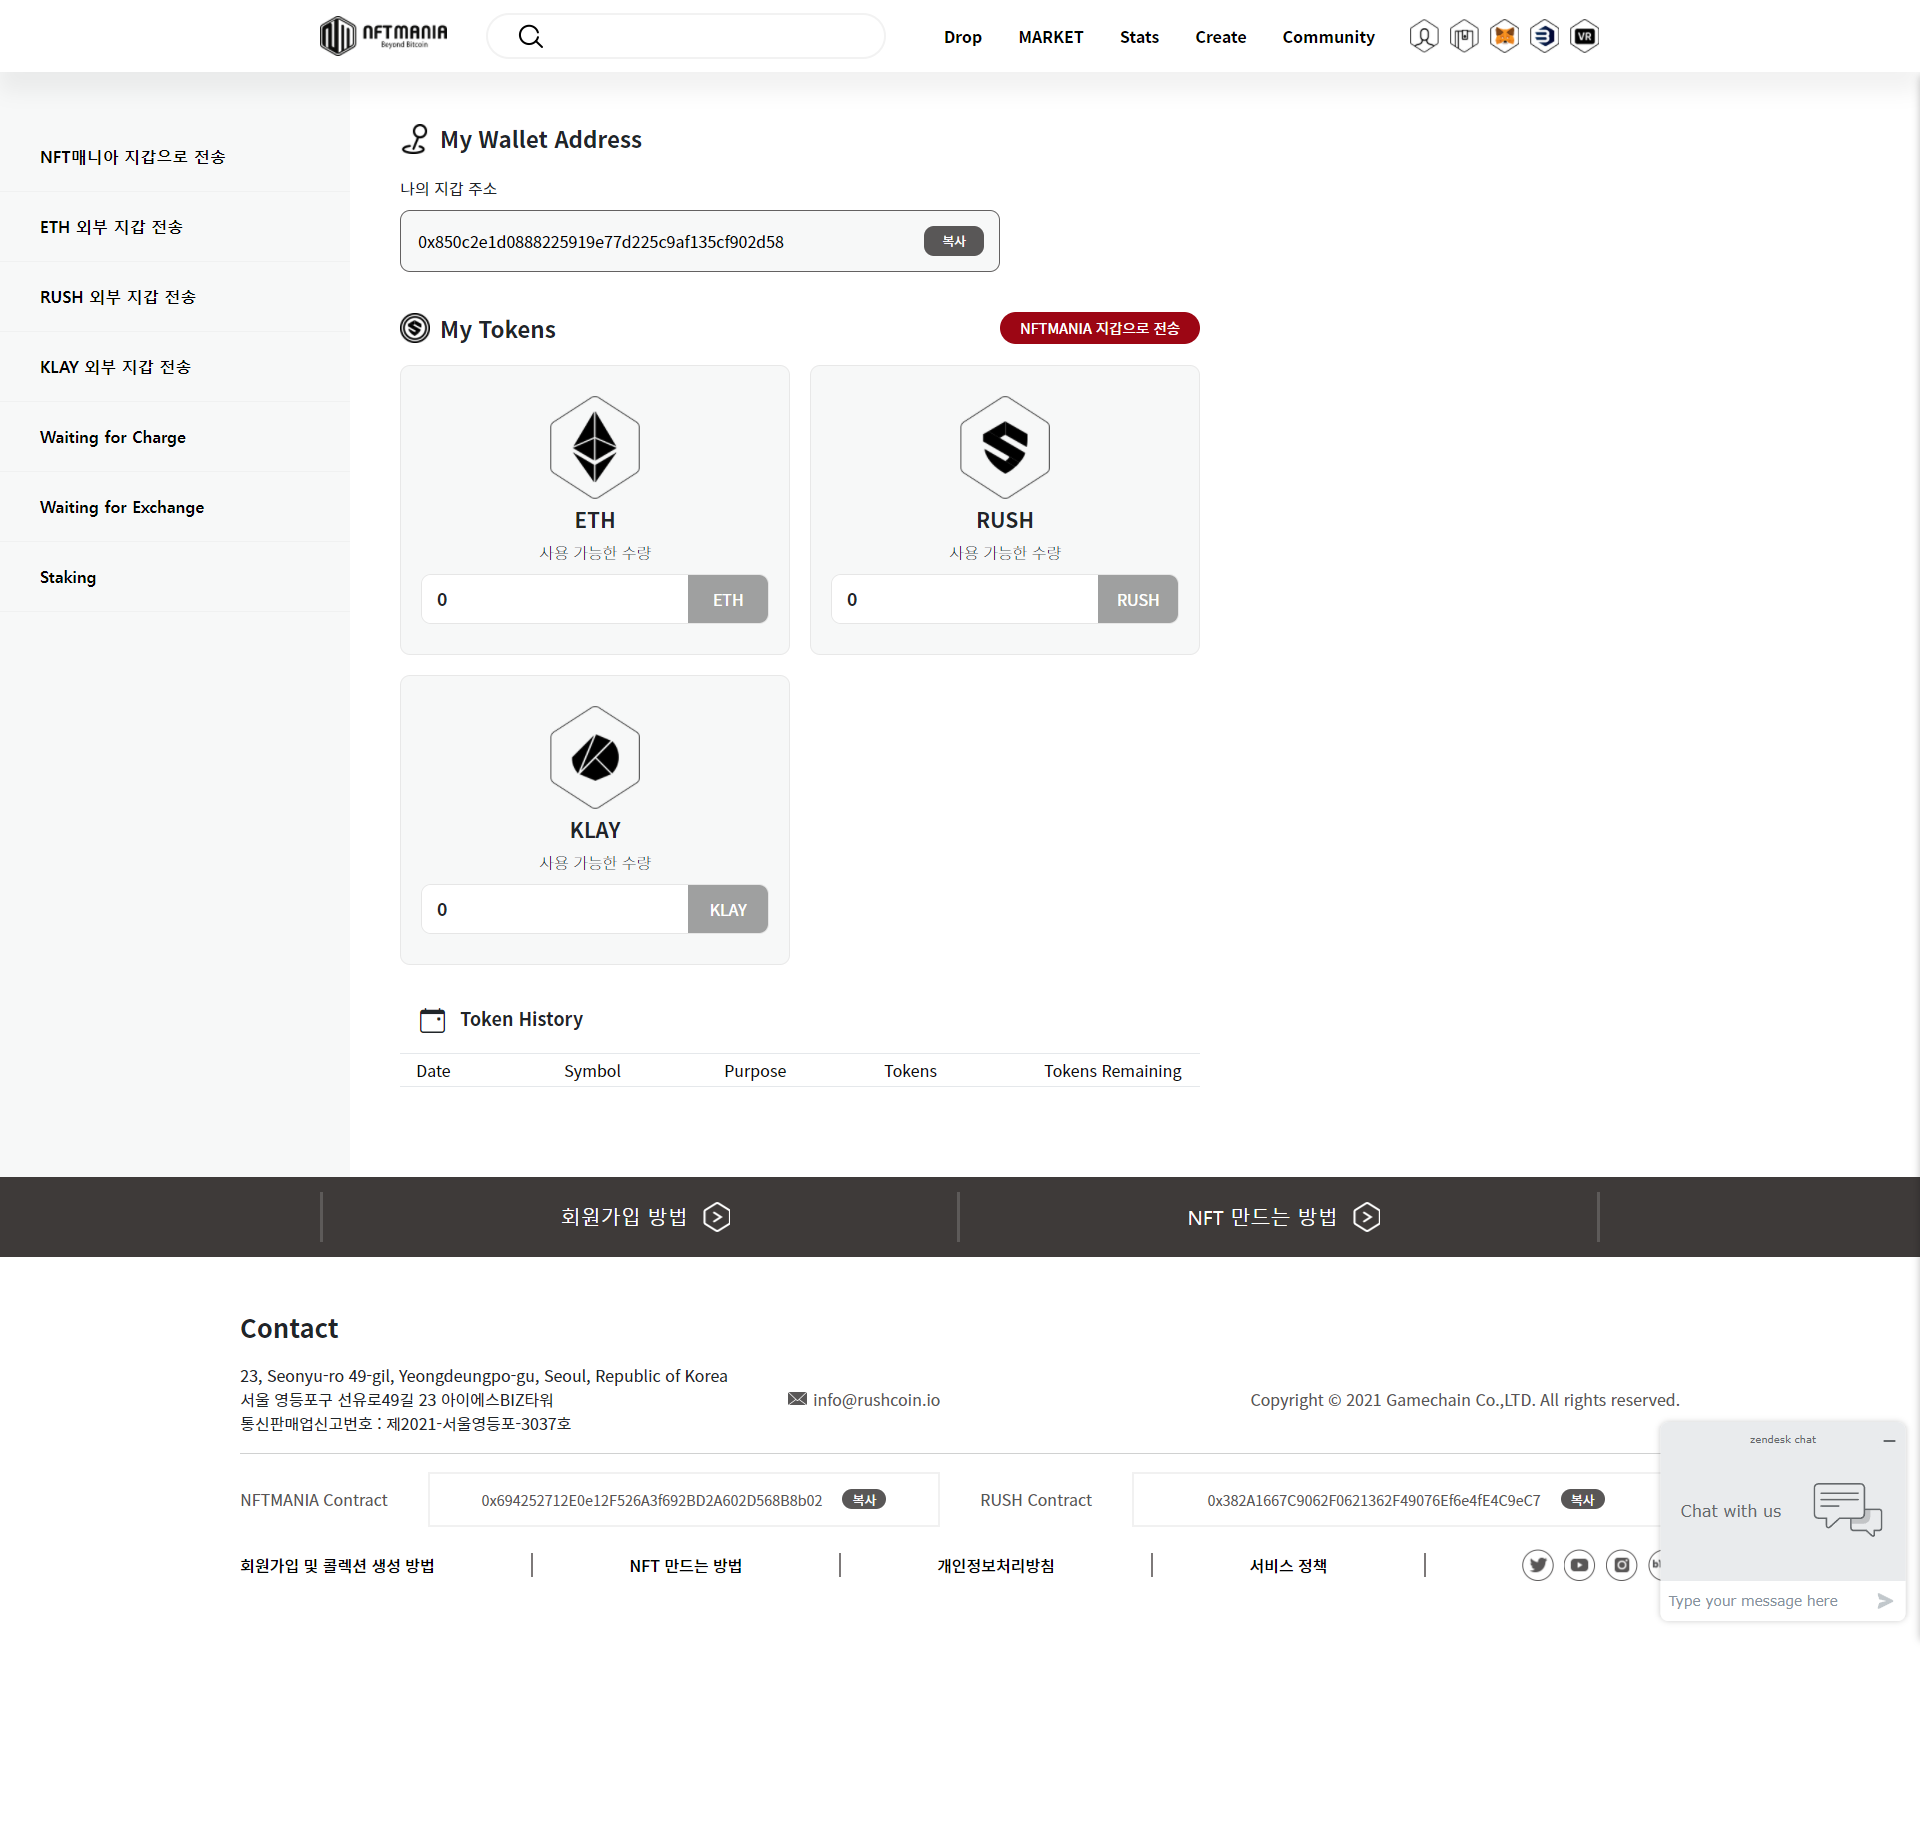 NFTMANIA
Beyond Bitcoin
Drop
MARKET
Stats
Create
Community
VR
NFT매니아 지갑으로 전송
ETH 외부 지갑 전송
RUSH 외부 지갑 전송
KLAY 외부 지갑 전송
Waiting for Charge
Waiting for Exchange
Staking
My Wallet Address
나의 지갑 주소
0x850c2e1d0888225919e77d225c9af135cf902d58
복사
My Tokens
NFTMANIA 지갑으로 전송
ETH
사용 가능한 수량
0
ETH
RUSH
사용 가능한 수량
0
RUSH
KLAY
사용 가능한 수량
0
KLAY
Token History
Date
Symbol
Purpose
Tokens
Tokens Remaining
회원가입 방법
NFT 만드는 방법
Contact
23, Seonyu-ro 49-gil, Yeongdeungpo-gu, Seoul, Republic of Korea
서울 영등포구 선유로49길 23 아이에스BIZ타워
통신판매업신고번호 : 제2021-서울영등포-3037호
info@rushcoin.io
Copyright © 2021 Gamechain Co.,LTD. All rights reserved.
NFTMANIA Contract
0x694252712E0e12F526A3f692BD2A602D568B8b02
복사
RUSH Contract
0x382A1667C9062F0621362F49076Ef6e4fE4C9eC7
복사
회원가입 및 콜렉션 생성 방법
NFT 만드는 방법
개인정보처리방침
서비스 정책
zendesk chat
Chat with us
Type your message here